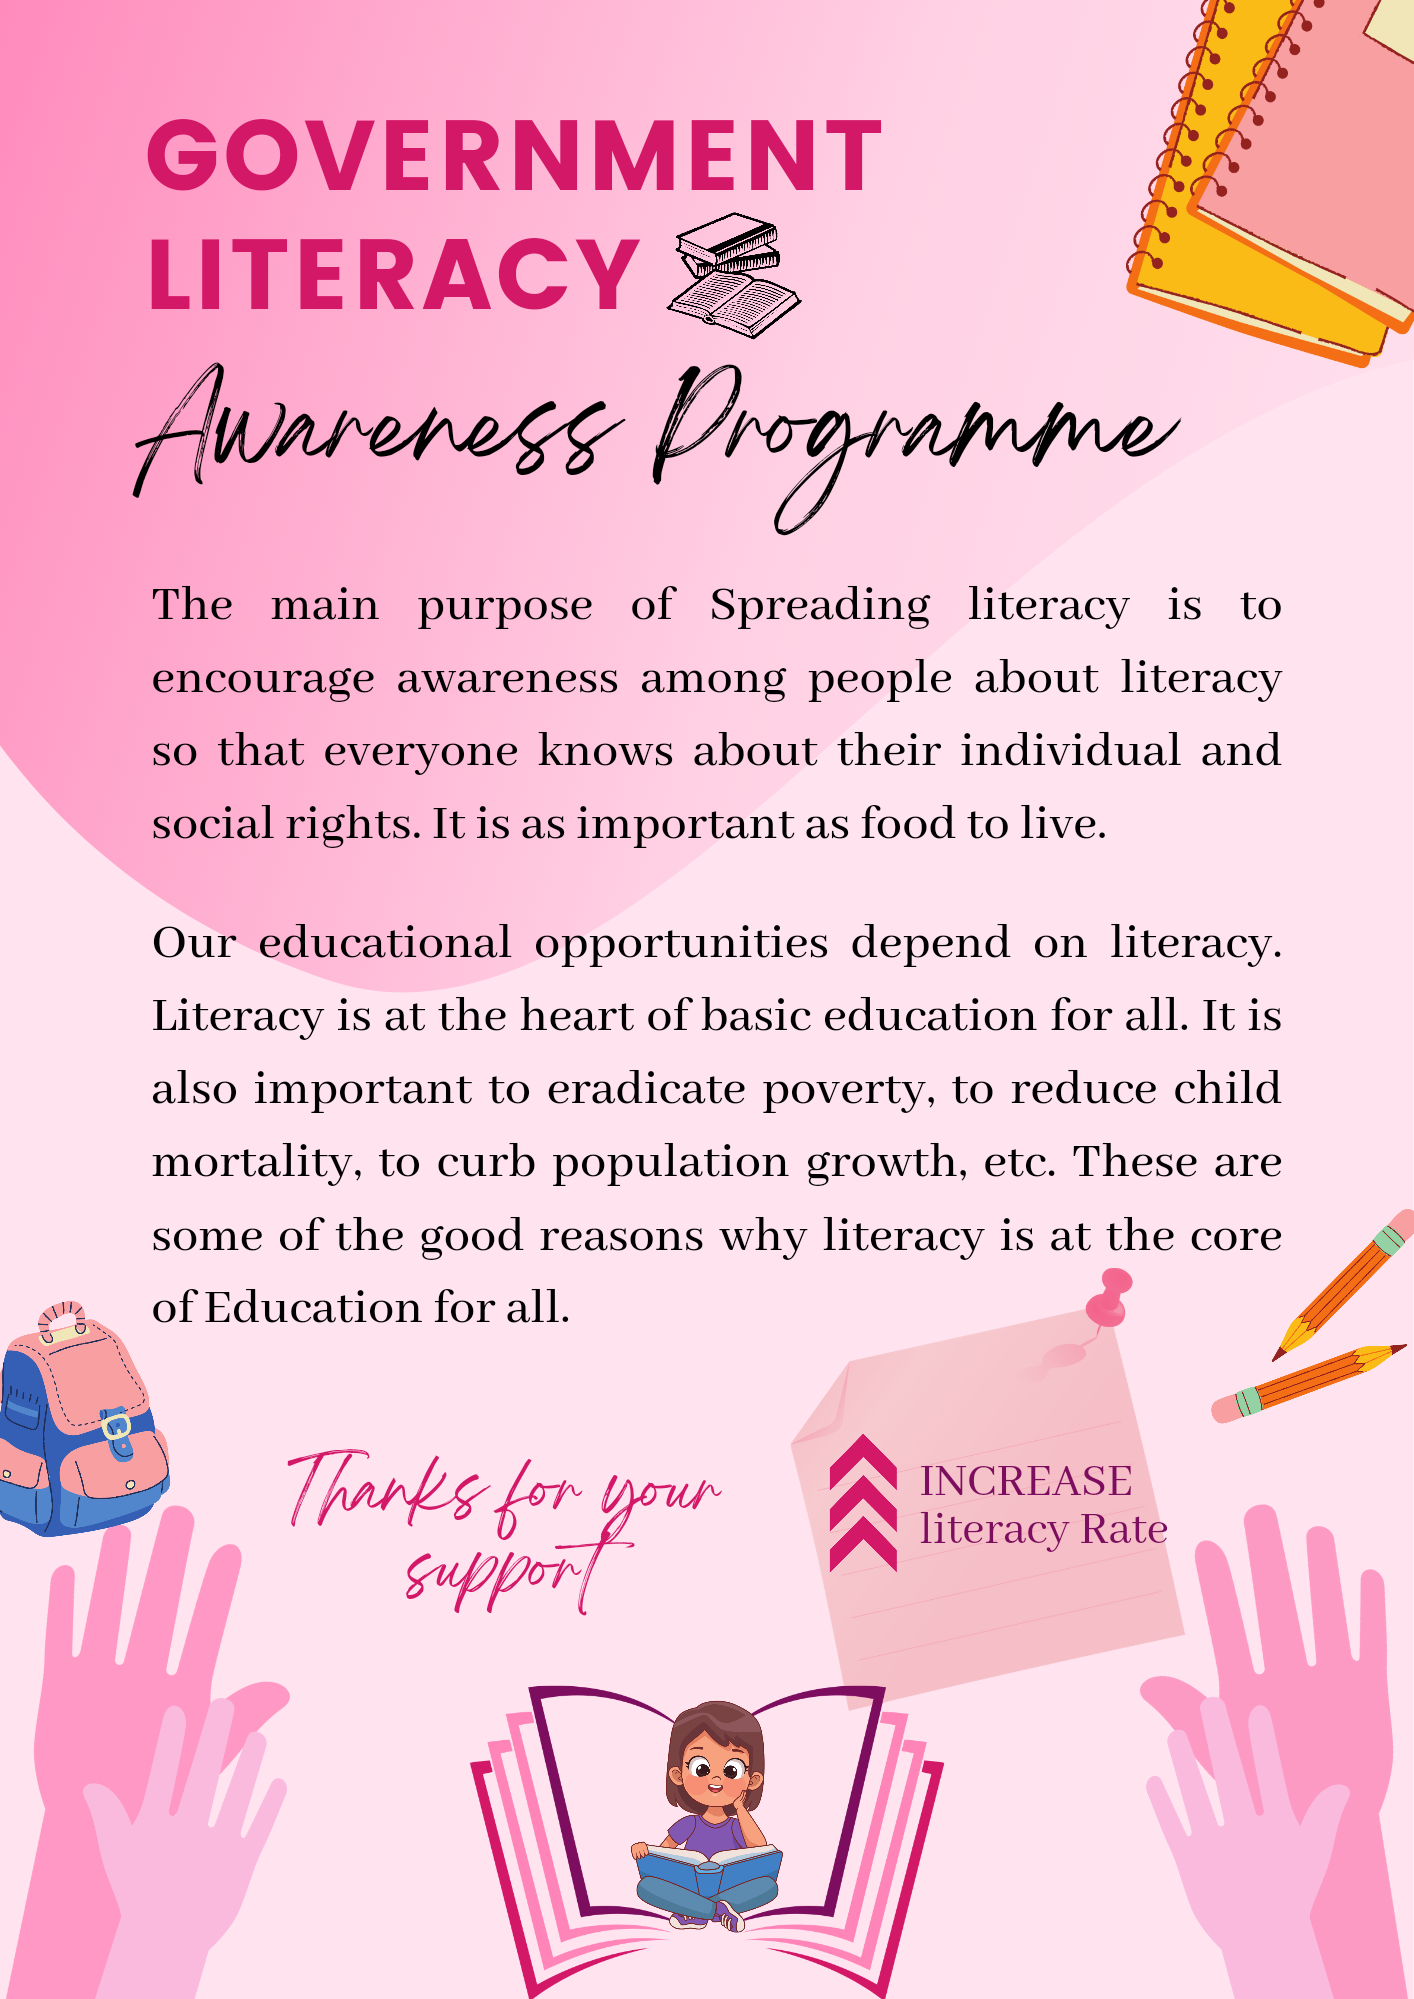 GOVERNMENT
LITERACY
Awareness Programme
The main purpose of Spreading literacy is to
encourage awareness among people about literacy
so that everyone knows about their individual and
social rights. It is as important as food to live.
Our educational opportunities depend on literacy.
Literacy is at the heart of basic education for all. It is
also important to eradicate poverty, to reduce child
mortality, to curb population growth, etc. These are
some of the good reasons why literacy is at the core
of Education for all.
Thanks for your
support
INCREASE
literacy Rate